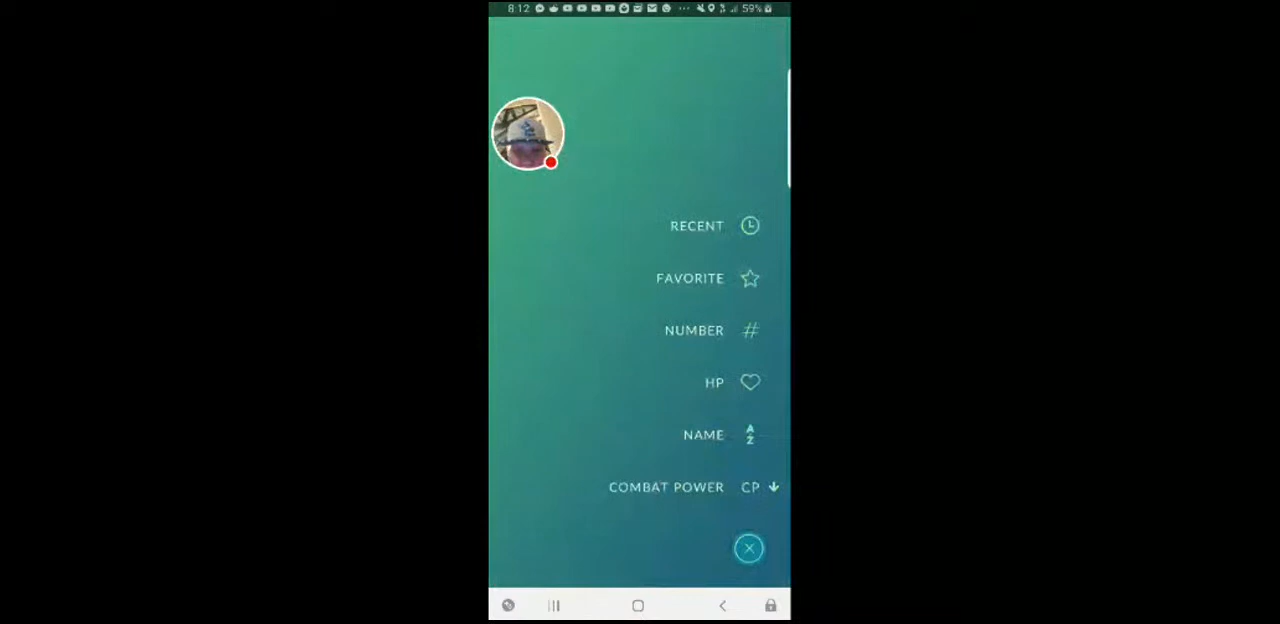 8:12 59%
RECENT
FAVORITE
NUMBER #
HP
NAME A Z
COMBAT POWER CP